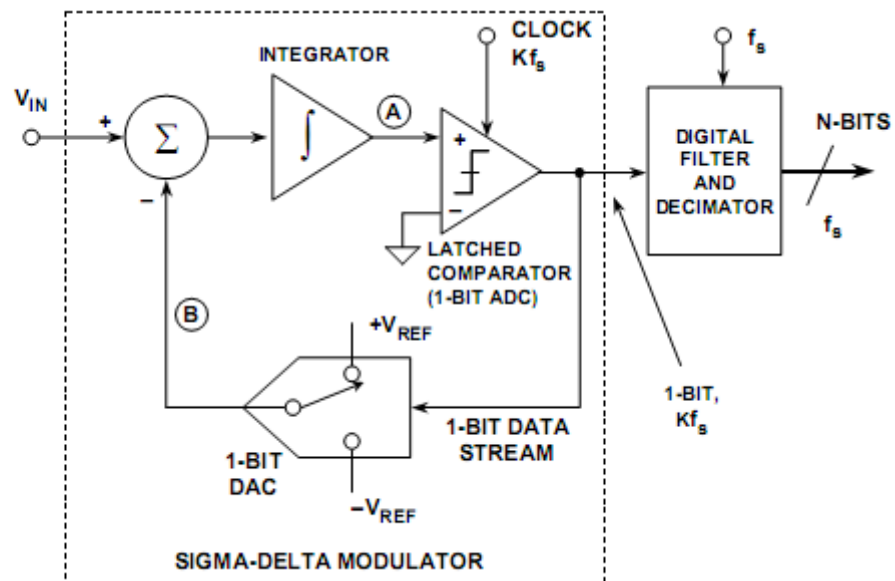 CLOCK
Kfs
INTEGRATOR
VIN
+
Σ
−
∫
A
+
−
LATCHED
COMPARATOR
(1-BIT ADC)
fs
DIGITAL
FILTER
AND
DECIMATOR
N-BITS
fs
B
+VREF
1-BIT DATA
STREAM
1-BIT
DAC
−VREF
1-BIT,
Kfs
SIGMA-DELTA MODULATOR